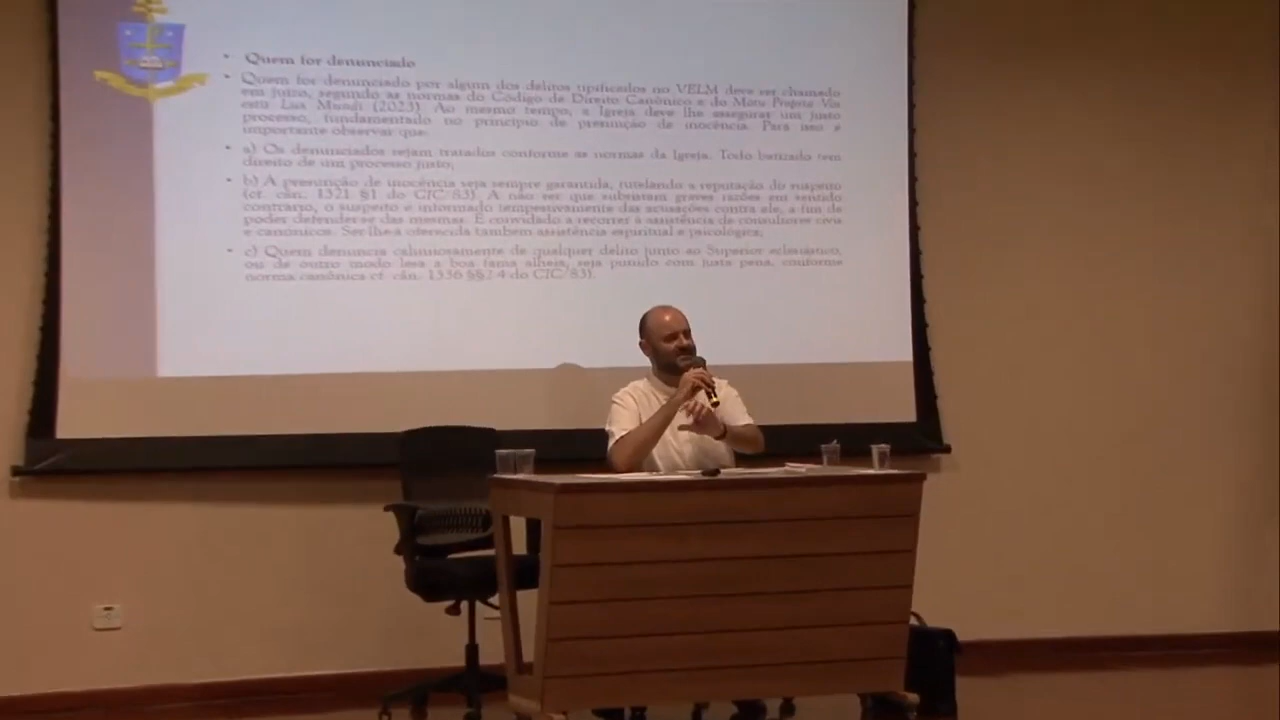 • Quem for denunciado
• Quem for denunciado por algum dos delitos tipificados no VELM deve ser chamado
em juízo, segundo as normas do Código de Direito Canônico e do Motu Proprio Vos
estis Lux Mundi (2023). Ao mesmo tempo, a Igreja deve lhe assegurar um justo
processo, fundamentado no princípio de presunção de inocência. Para isso é
importante observar que:
• a) Os denunciados sejam tratados conforme as normas da Igreja. Todo batizado tem
direito de um processo justo;
• b) A presunção de inocência seja sempre garantida, tutelando a reputação do suspeito
(cf. cân. 1321 §1 do CIC/83). A não ser que subsistam graves razões em sentido
contrário, o suspeito é informado tempestivamente das acusações contra ele, a fim de
poder defender-se das mesmas. É convidado a recorrer à assistência de consultores civis
e canônicos. Ser-lhe-á oferecida também assistência espiritual e psicológica;
• c) Quem denuncia caluniosamente de qualquer delito junto ao Superior eclesiástico,
ou de outro modo lesa a boa fama alheia, seja punido com justa pena, conforme
norma canônica cf. cân. 1336 §§2-4 do CIC/83).